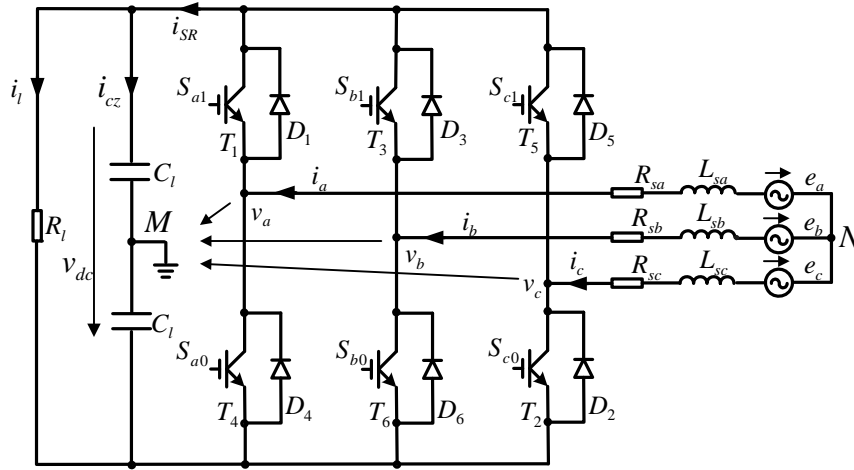 i_SR
i_l
i_cz
S_a1
S_b1
S_c1
T_1
D_1
T_3
D_3
T_5
D_5
C_l
i_a
R_sa
L_sa
e_a
R_l
M
v_a
i_b
R_sb
L_sb
e_b
N
v_dc
v_b
i_c
R_sc
L_sc
e_c
v_c
C_l
S_a0
S_b0
S_c0
T_4
D_4
T_6
D_6
T_2
D_2